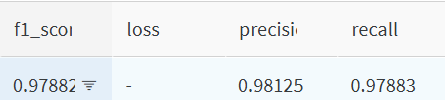 f1_scor loss precisi recall
0.97882 - 0.98125 0.97883